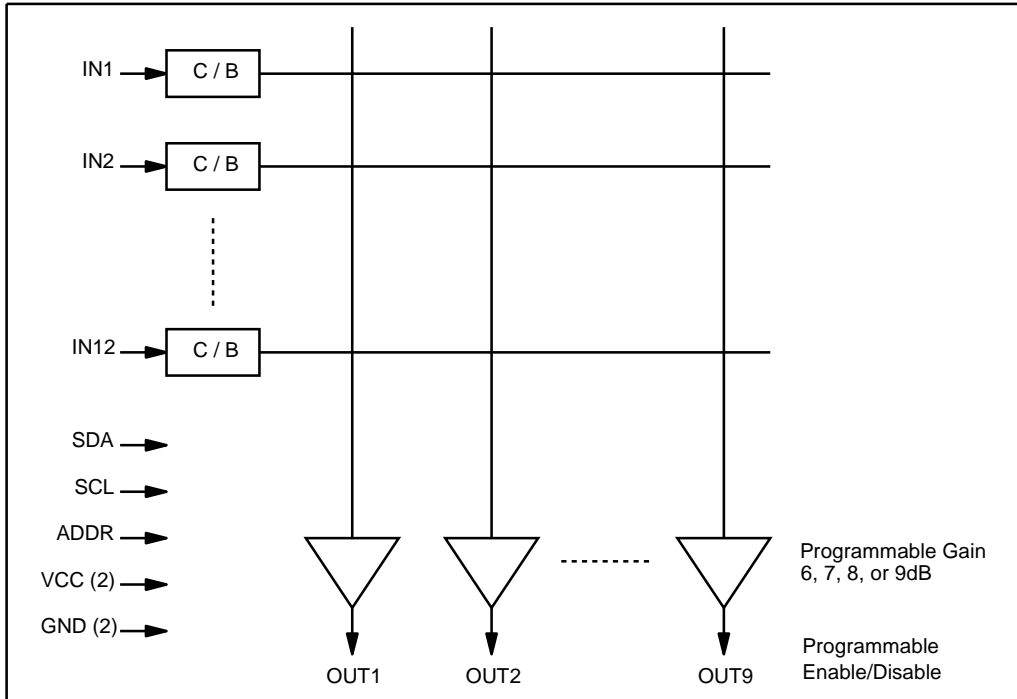 IN1
C / B
IN2
C / B
IN12
C / B
SDA
SCL
ADDR
VCC (2)
GND (2)
Programmable Gain
6, 7, 8, or 9dB
OUT1
OUT2
OUT9
Programmable
Enable/Disable